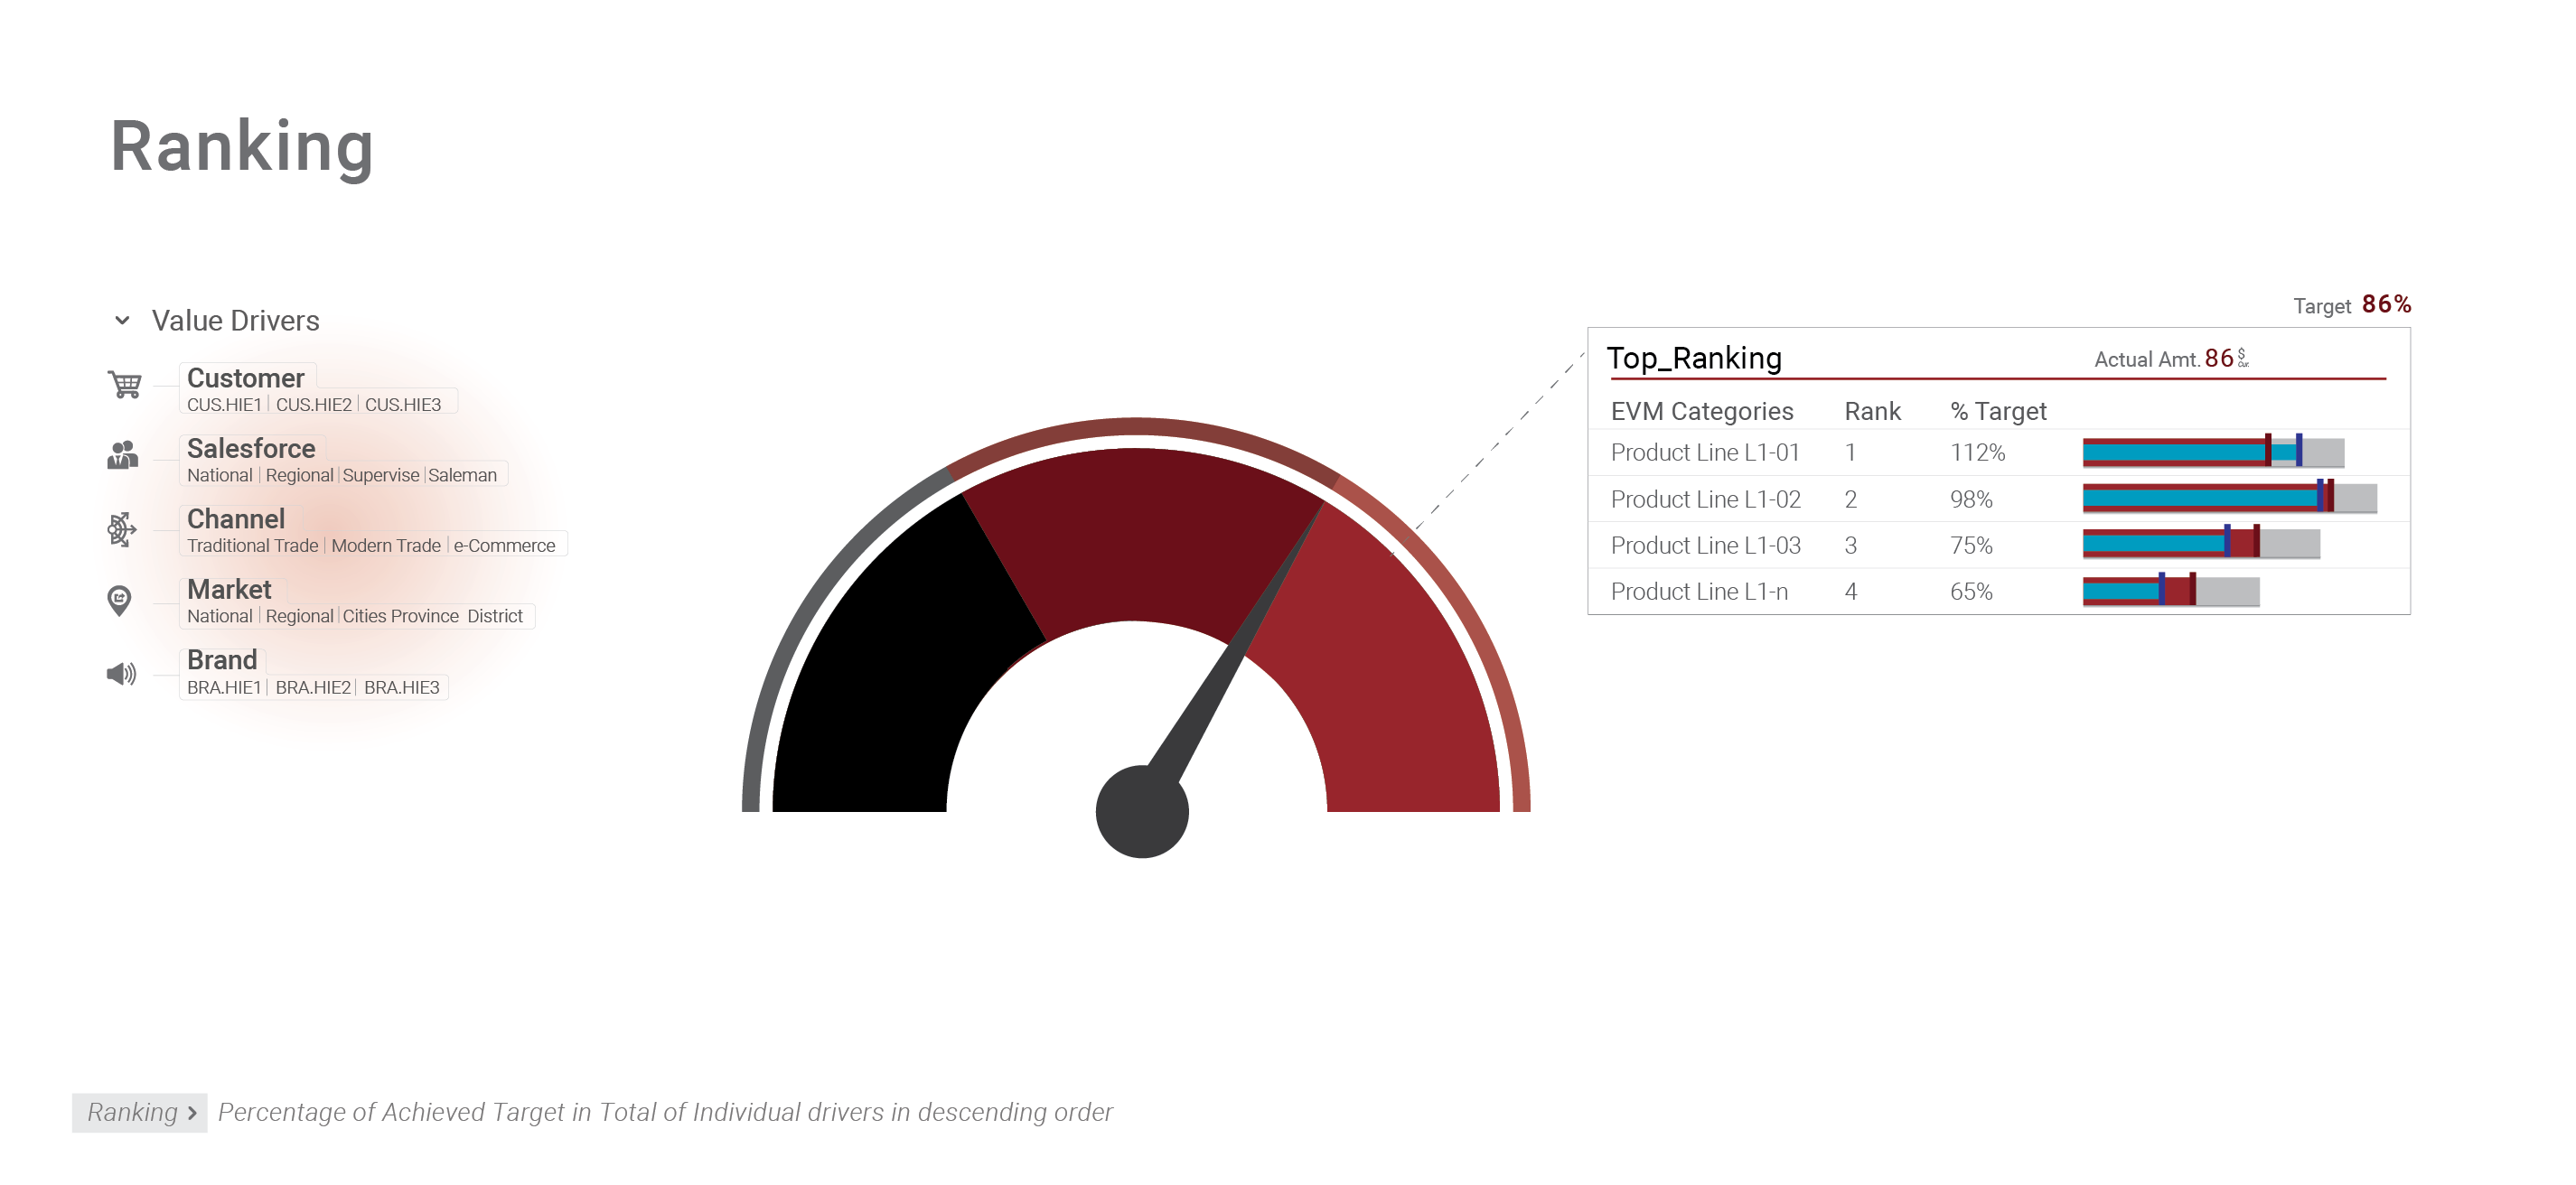 Ranking
Value Drivers
Customer
CUS.HIE1 | CUS.HIE2 | CUS.HIE3
Salesforce
National | Regional | Supervise | Saleman
Channel
Traditional Trade | Modern Trade | e-Commerce
Market
National | Regional | Cities Province District
Brand
BRA.HIE1 | BRA.HIE2 | BRA.HIE3
Target 86%
Top_Ranking Actual Amt. 86 $ Cur.
EVM Categories Rank % Target
Product Line L1-01 1 112%
Product Line L1-02 2 98%
Product Line L1-03 3 75%
Product Line L1-n 4 65%
Ranking > Percentage of Achieved Target in Total of Individual drivers in descending order